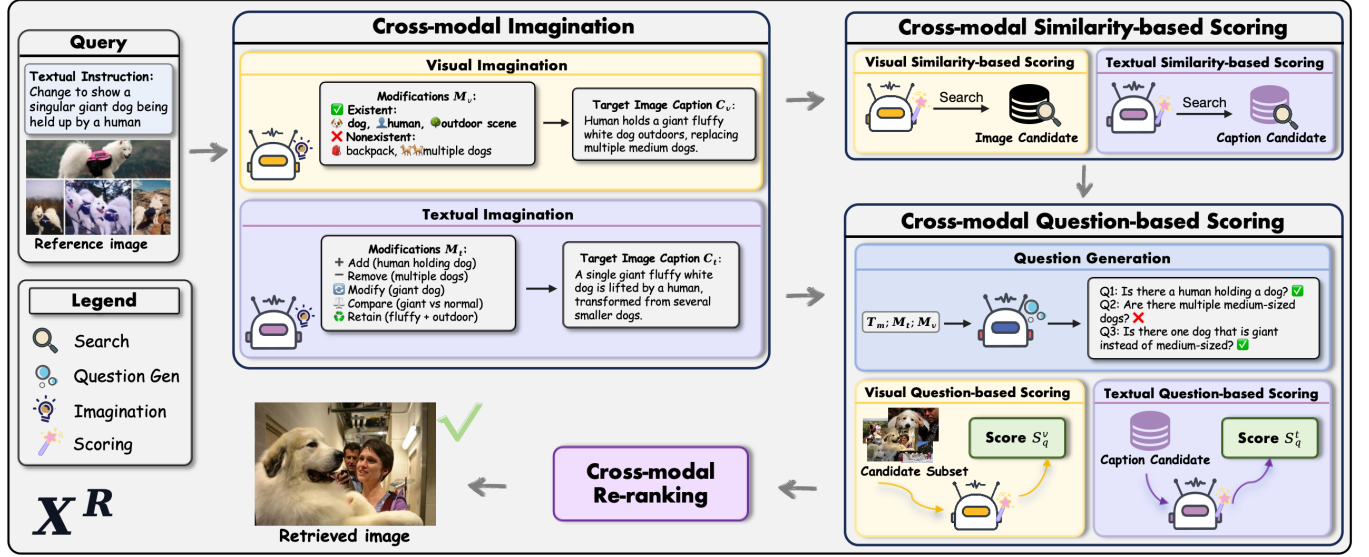 Query
Textual Instruction:
Change to show a
singular giant dog being
held up by a human
Reference image
Legend
Search
Question Gen
Imagination
Scoring
X R
Cross-modal Imagination
Visual Imagination
Modifications Mv:
✅ Existent:
🐶 dog, 👤human, 🌳outdoor scene
❌ Nonexistent:
🎒 backpack, 🐕🐕multiple dogs
Target Image Caption Cv:
Human holds a giant fluffy
white dog outdoors, replacing
multiple medium dogs.
Textual Imagination
Modifications Mt:
➕ Add (human holding dog)
➖ Remove (multiple dogs)
🔄 Modify (giant dog)
⚖️ Compare (giant vs normal)
♻️ Retain (fluffy + outdoor)
Target Image Caption Ct:
A single giant fluffy white
dog is lifted by a human,
transformed from several
smaller dogs.
Cross-modal Similarity-based Scoring
Visual Similarity-based Scoring
Search
Image Candidate
Textual Similarity-based Scoring
Search
Caption Candidate
Cross-modal Question-based Scoring
Question Generation
Tm; Mt; Mv
Q1: Is there a human holding a dog? ✅
Q2: Are there multiple medium-sized
dogs? ❌
Q3: Is there one dog that is giant
instead of medium-sized? ✅
Visual Question-based Scoring
Candidate Subset
Score S_q^v
Textual Question-based Scoring
Caption Candidate
Score S_q^t
Cross-modal
Re-ranking
Retrieved image